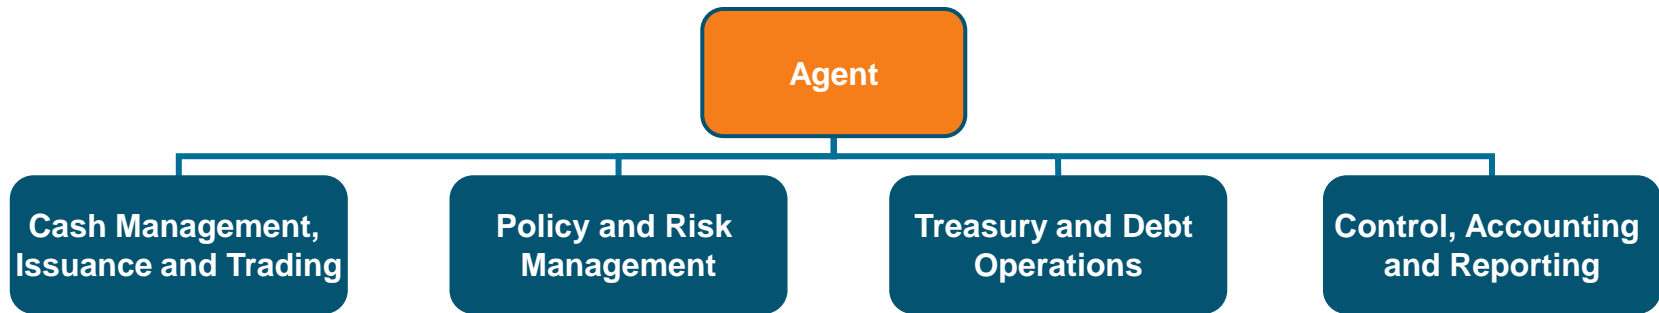 Agent
Cash Management,
Issuance and Trading
Policy and Risk
Management
Treasury and Debt
Operations
Control, Accounting
and Reporting